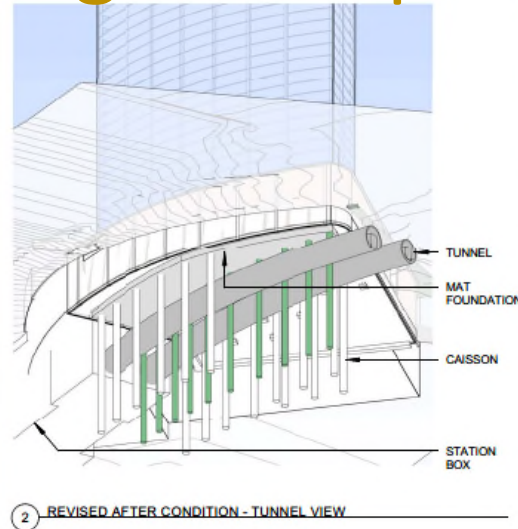 TUNNEL
MAT
FOUNDATION
CAISSON
STATION
BOX
2 REVISED AFTER CONDITION - TUNNEL VIEW